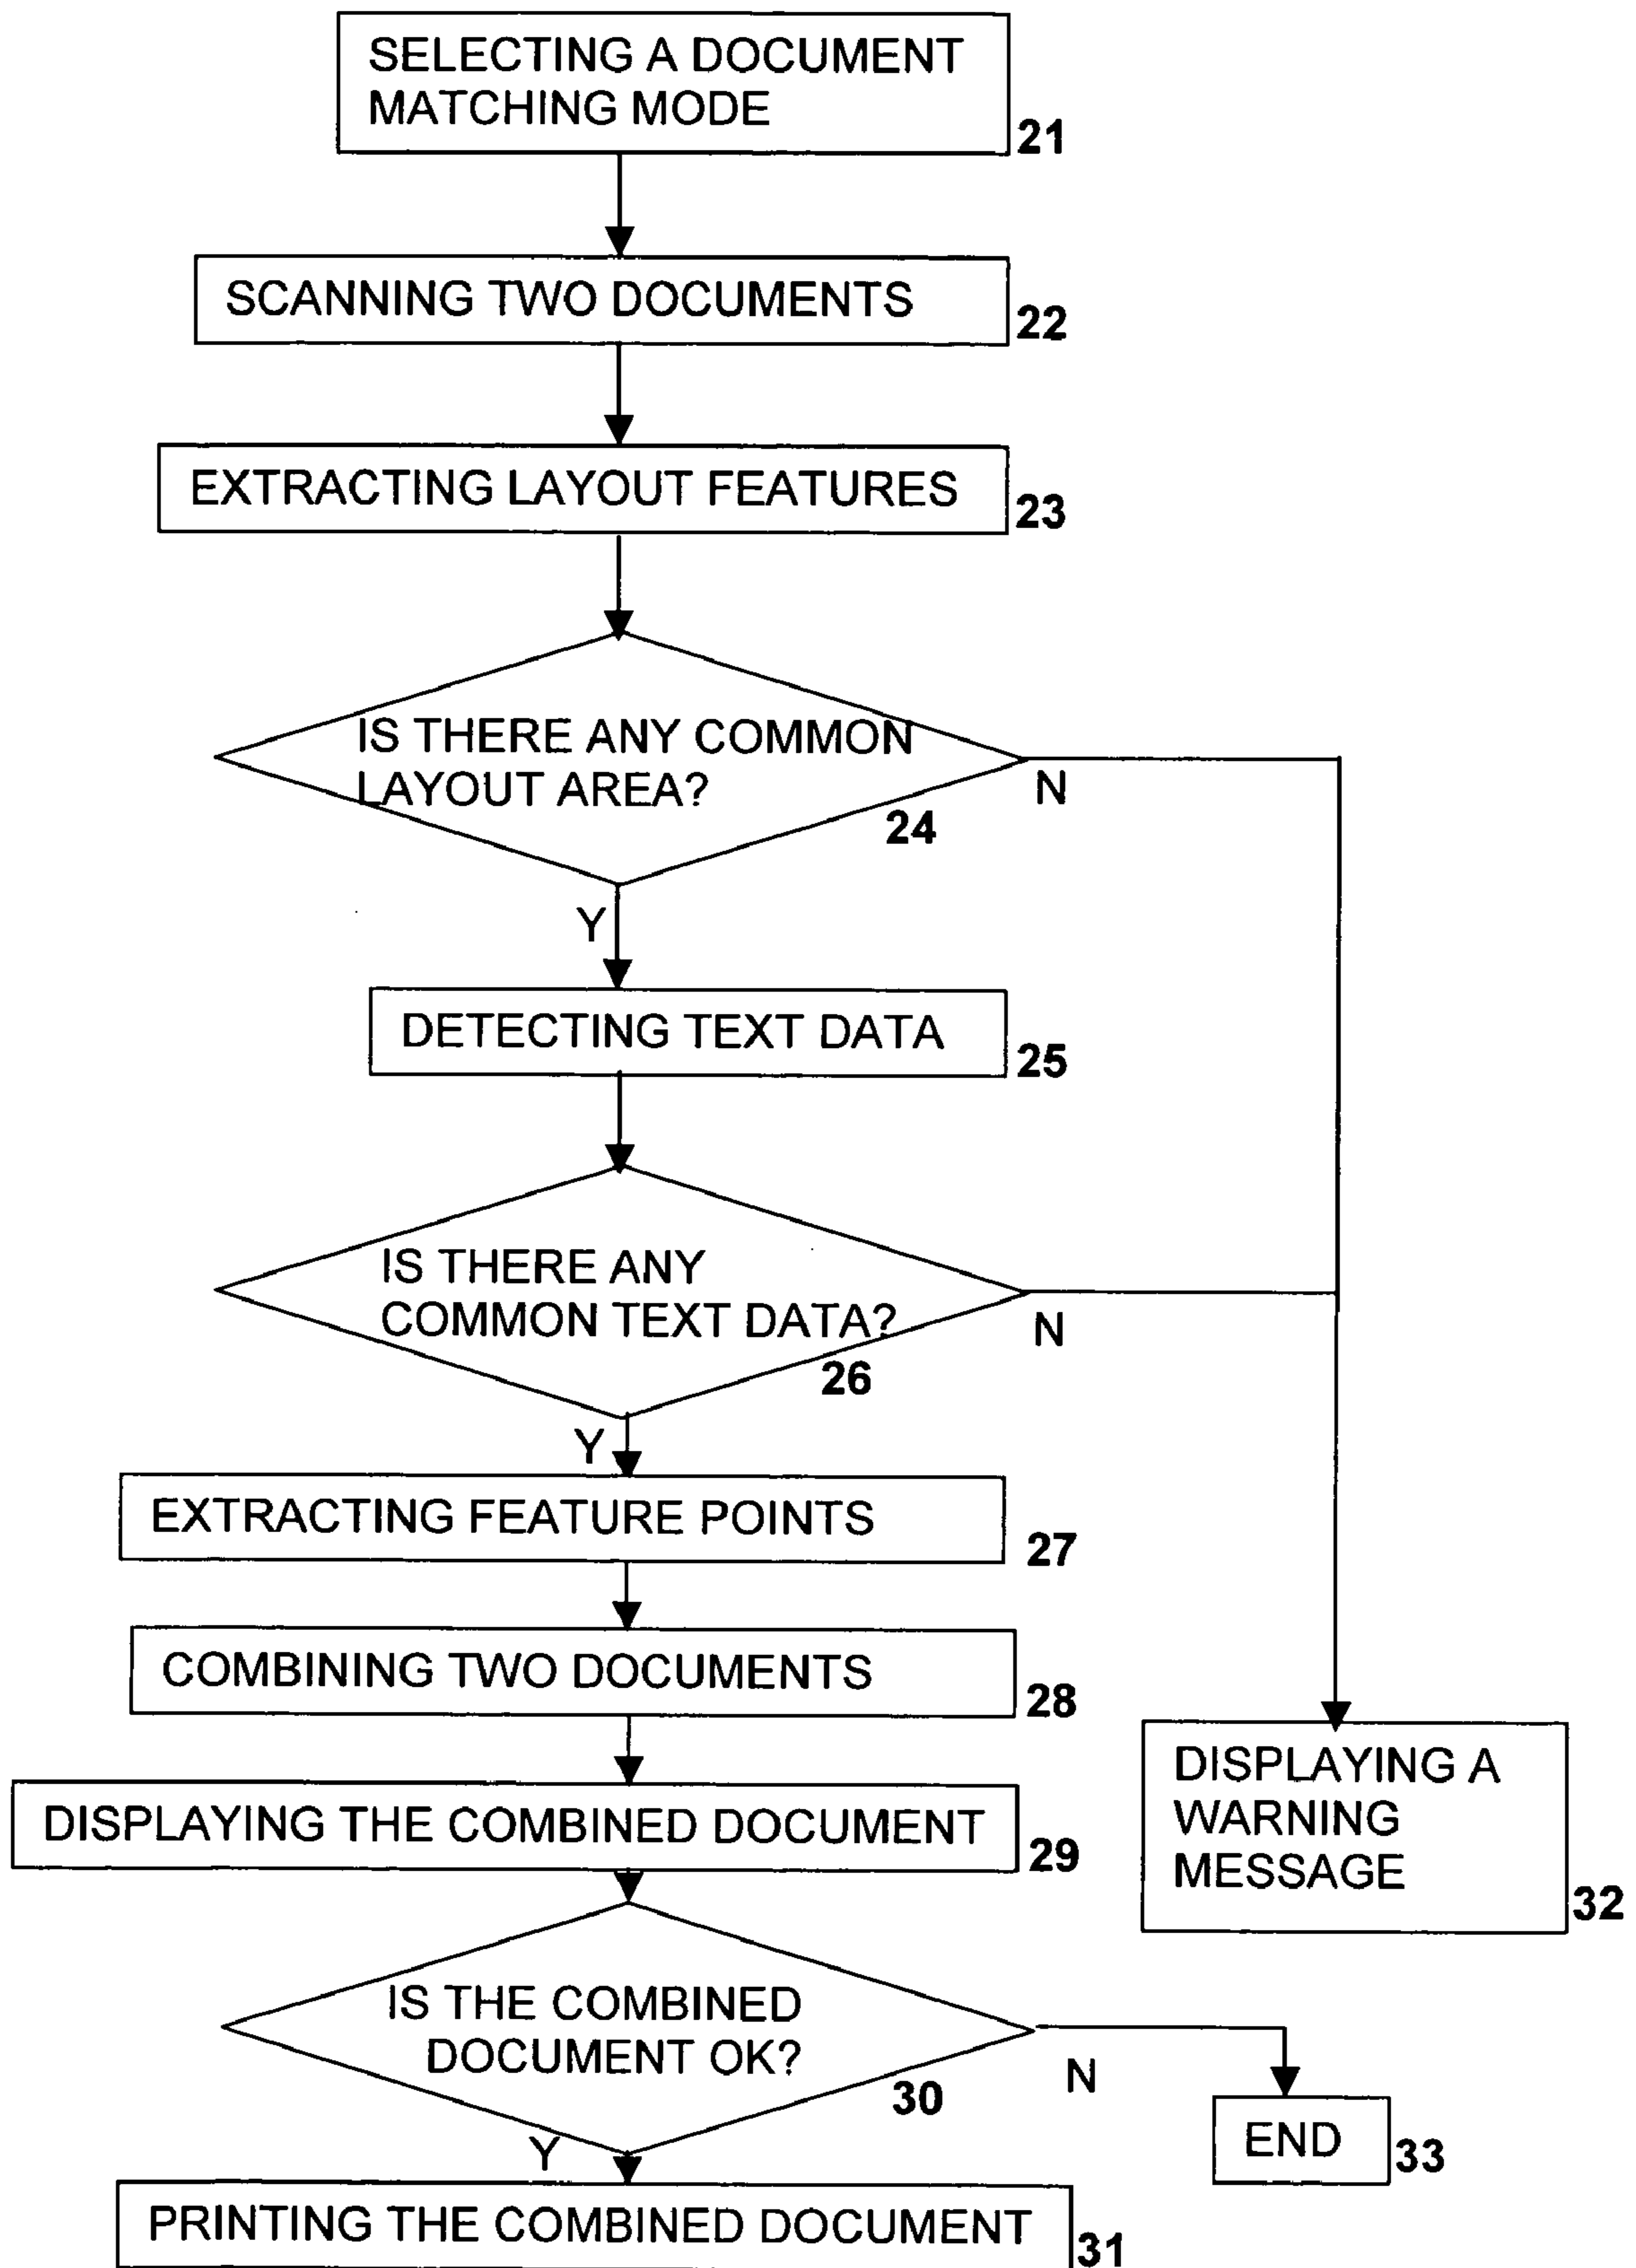 SELECTING A DOCUMENT
MATCHING MODE
21
SCANNING TWO DOCUMENTS
22
EXTRACTING LAYOUT FEATURES
23
IS THERE ANY COMMON
LAYOUT AREA?
24
N
Y
DETECTING TEXT DATA
25
IS THERE ANY
COMMON TEXT DATA?
26
N
Y
EXTRACTING FEATURE POINTS
27
COMBINING TWO DOCUMENTS
28
DISPLAYING THE COMBINED DOCUMENT
29
DISPLAYING A
WARNING
MESSAGE
32
IS THE COMBINED
DOCUMENT OK?
30
N
END
33
Y
PRINTING THE COMBINED DOCUMENT
31